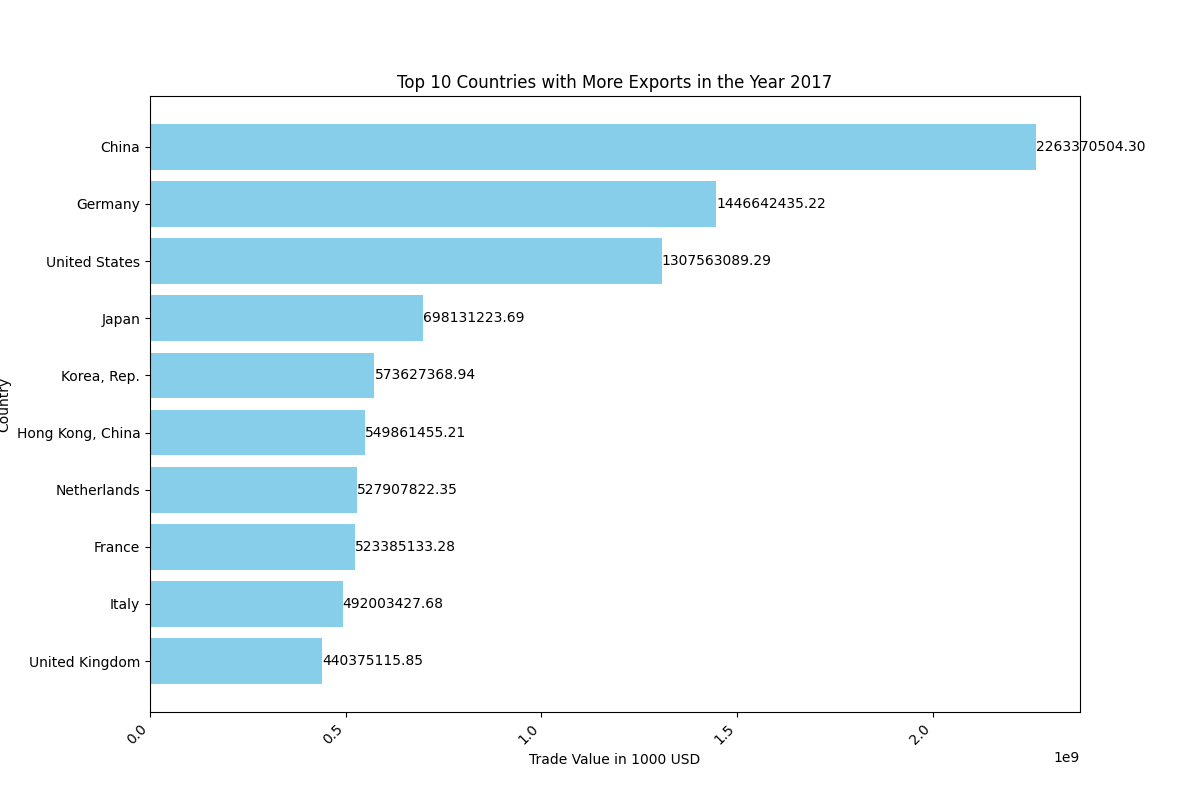 Top 10 Countries with More Exports in the Year 2017
China 2263370504.30
Germany 1446642435.22
United States 1307563089.29
Japan 698131223.69
Korea, Rep. 573627368.94
Hong Kong, China 549861455.21
Netherlands 527907822.35
France 523385133.28
Italy 492003427.68
United Kingdom 440375115.85
Country
0.0 0.5 1.0 1.5 2.0
1e9
Trade Value in 1000 USD